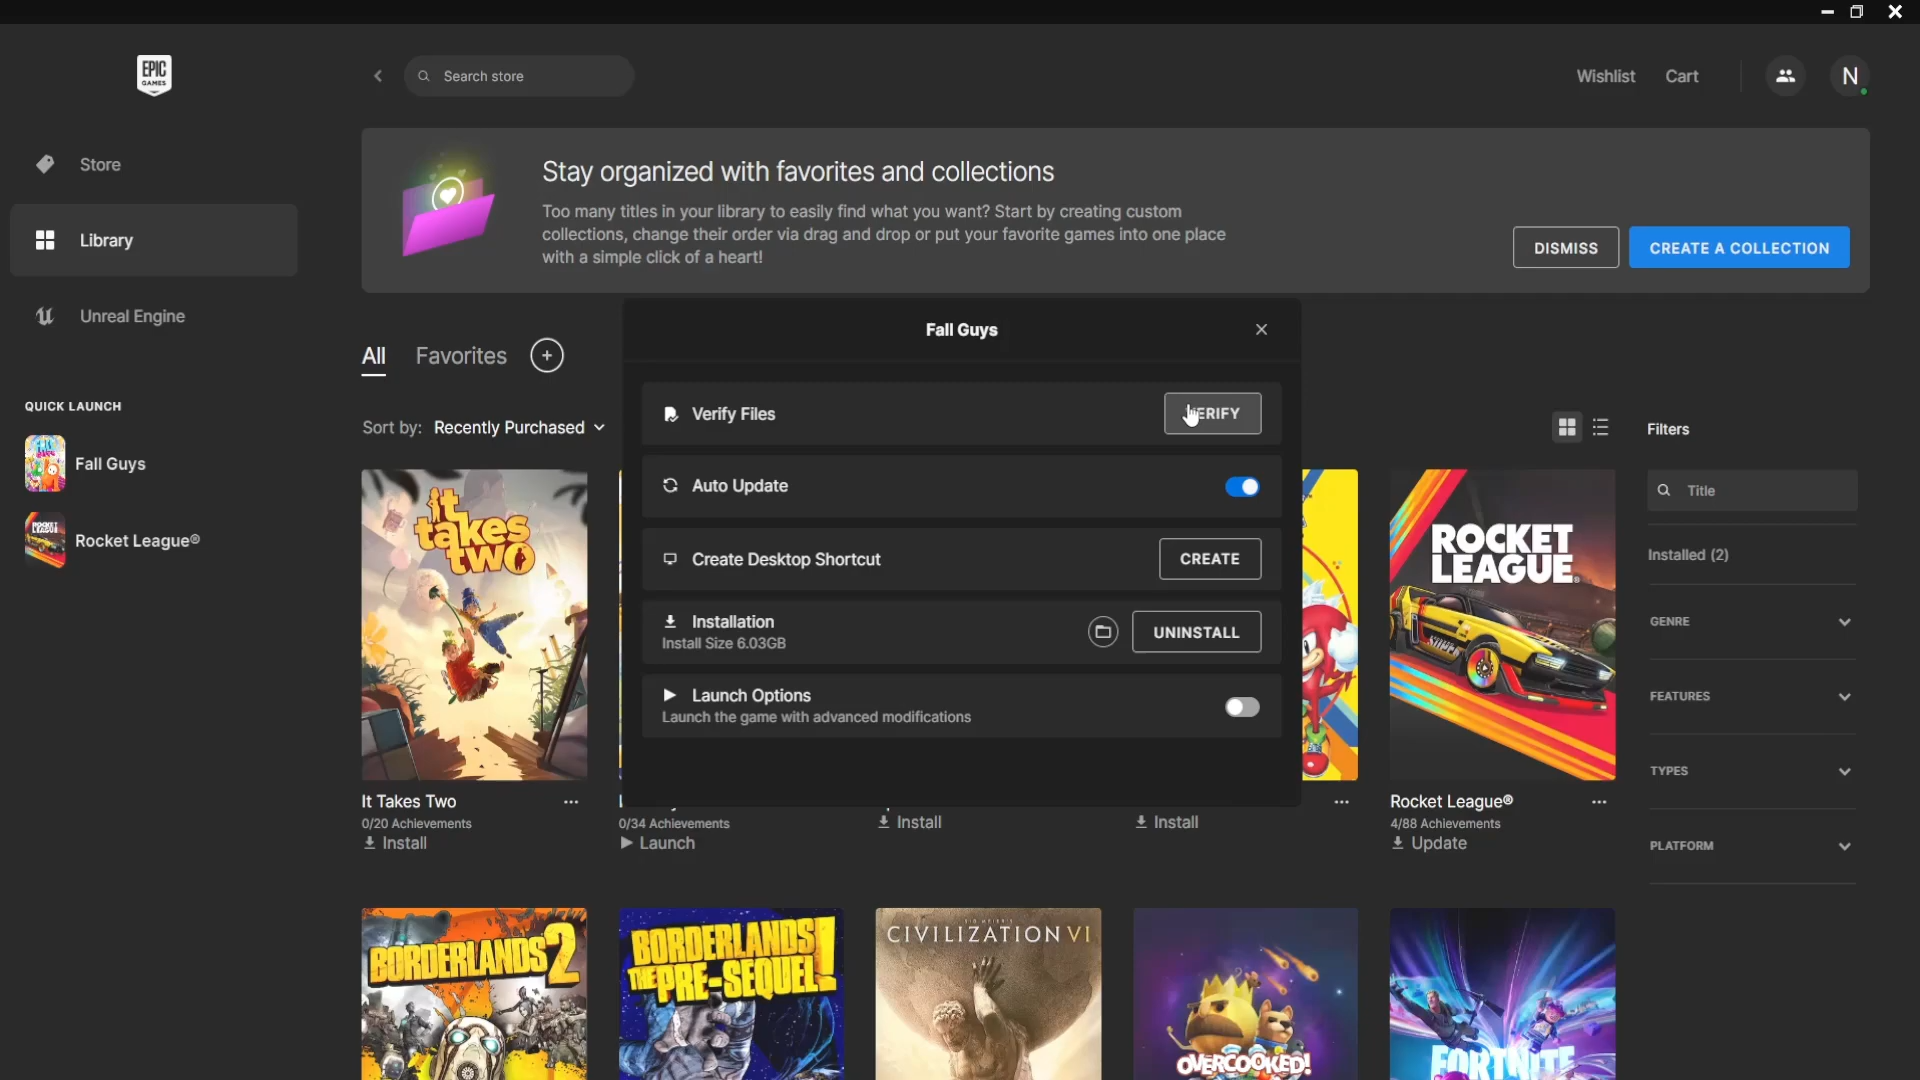 EPIC
GAMES
Search store
Wishlist
Cart
N
Store
Library
Unreal Engine
QUICK LAUNCH
Fall Guys
ROCKET
LEAGUE
Rocket League®
Stay organized with favorites and collections
Too many titles in your library to easily find what you want? Start by creating custom
collections, change their order via drag and drop or put your favorite games into one place
with a simple click of a heart!
DISMISS
CREATE A COLLECTION
All
Favorites
Sort by: Recently Purchased
Fall Guys
Verify Files
ERIFY
Auto Update
Create Desktop Shortcut
CREATE
Installation
Install Size 6.03GB
UNINSTALL
Launch Options
Launch the game with advanced modifications
Filters
Title
Installed (2)
GENRE
FEATURES
TYPES
PLATFORM
it
takes
two
ROCKET
LEAGUE®
It Takes Two
0/20 Achievements
Install
0/34 Achievements
Launch
Install
Install
Rocket League®
4/88 Achievements
Update
BORDERLANDS 2
BORDERLANDS
THE PRE-SEQUEL!
SID MEIER'S
CIVILIZATION VI
OVERCOOKED!
FORTNITE